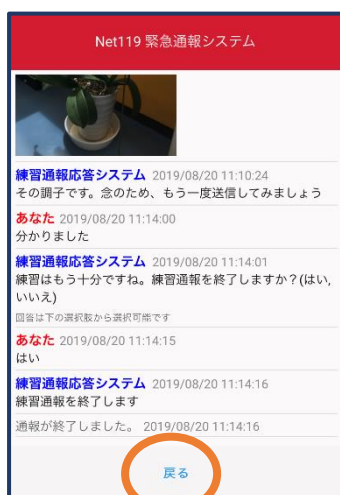 Net119 緊急通報システム
練習通報応答システム 2019/08/20 11:10:24
その調子です。念のため、もう一度送信してみましょう
あなた 2019/08/20 11:14:00
分かりました
練習通報応答システム 2019/08/20 11:14:01
練習はもう十分ですね。練習通報を終了しますか？(はい,
いいえ)
回答は下の選択肢から選択可能です
あなた 2019/08/20 11:14:15
はい
練習通報応答システム 2019/08/20 11:14:16
練習通報を終了します
通報が終了しました。 2019/08/20 11:14:16
戻る